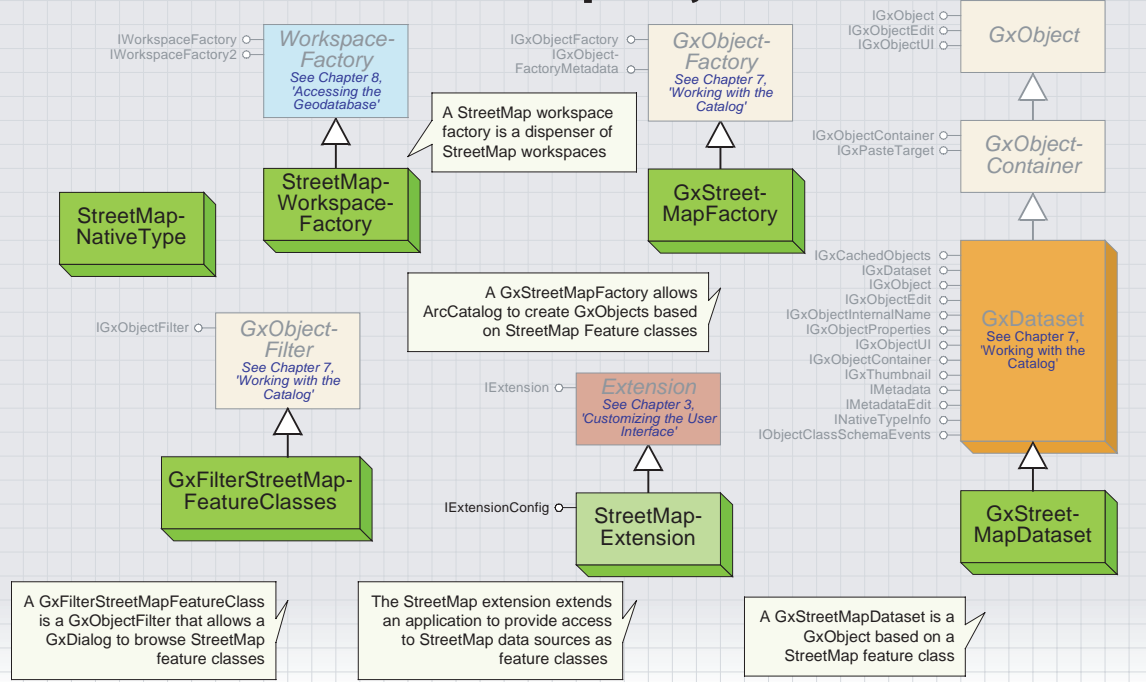 IWorkspaceFactory
IWorkspaceFactory2
Workspace-
Factory
See Chapter 8,
'Accessing the
Geodatabase'
IGxObjectFactory
IGxObject-
FactoryMetadata
GxObject-
Factory
See Chapter 7,
'Working with the
Catalog'
IGxObject
IGxObjectEdit
IGxObjectUI
GxObject
A StreetMap workspace
factory is a dispenser of
StreetMap workspaces
IGxObjectContainer
IGxPasteTarget
GxObject-
Container
StreetMap-
NativeType
StreetMap-
Workspace-
Factory
GxStreet-
MapFactory
A GxStreetMapFactory allows
ArcCatalog to create GxObjects based
on StreetMap Feature classes
IGxCachedObjects
IGxDataset
IGxObject
IGxObjectEdit
IGxObjectInternalName
IGxObjectProperties
IGxObjectUI
IGxObjectContainer
IGxThumbnail
IMetadata
IMetadataEdit
INativeTypeInfo
IObjectClassSchemaEvents
GxDataset
See Chapter 7,
'Working with the
Catalog'
IGxObjectFilter
GxObject-
Filter
See Chapter 7,
'Working with the
Catalog'
IExtension
Extension
See Chapter 3,
'Customizing the User
Interface'
GxFilterStreetMap-
FeatureClasses
IExtensionConfig
StreetMap-
Extension
GxStreet-
MapDataset
A GxFilterStreetMapFeatureClass
is a GxObjectFilter that allows a
GxDialog to browse StreetMap
feature classes
The StreetMap extension extends
an application to provide access
to StreetMap data sources as
feature classes
A GxStreetMapDataset is a
GxObject based on a
StreetMap feature class